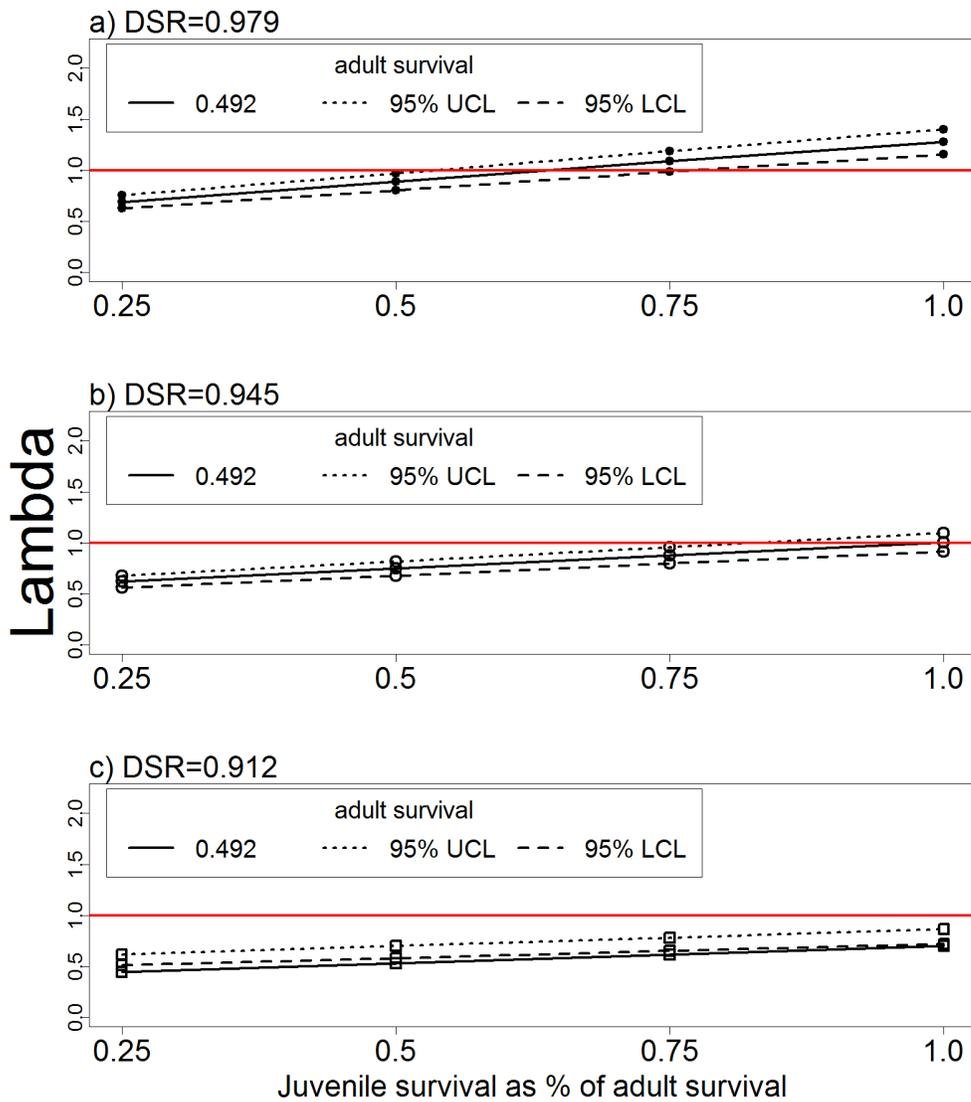 a) DSR=0.979
adult survival
0.492 95% UCL 95% LCL
2.0
1.5
1.0
0.5
0.0
0.25 0.5 0.75 1.0
b) DSR=0.945
adult survival
0.492 95% UCL 95% LCL
2.0
1.5
1.0
0.5
0.0
0.25 0.5 0.75 1.0
Lambda
c) DSR=0.912
adult survival
0.492 95% UCL 95% LCL
2.0
1.5
1.0
0.5
0.0
0.25 0.5 0.75 1.0
Juvenile survival as % of adult survival